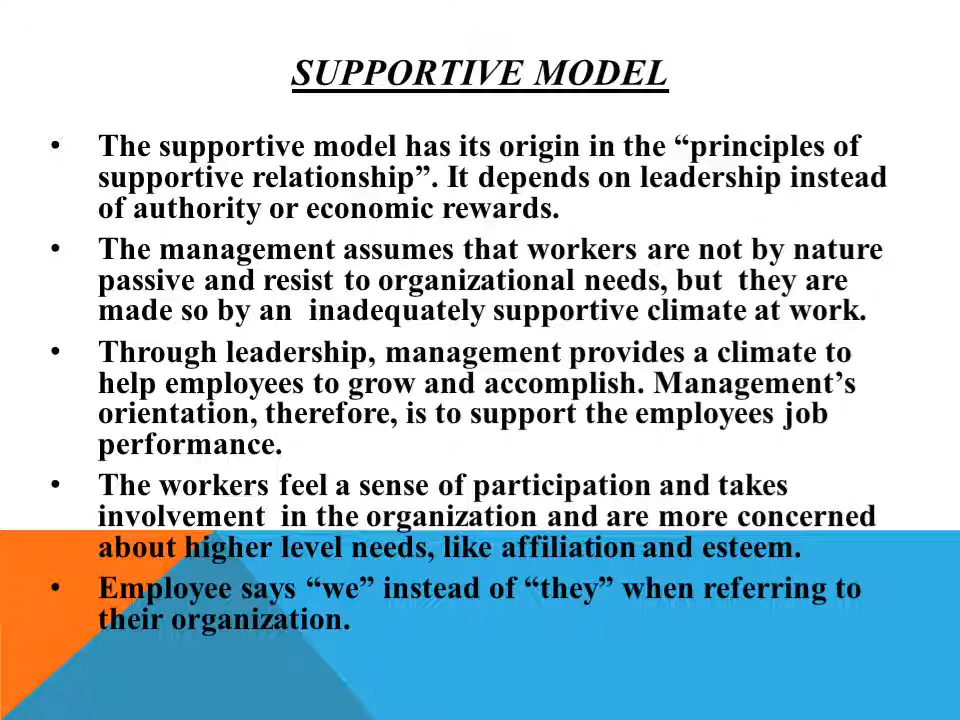 SUPPORTIVE MODEL
• The supportive model has its origin in the “principles of
supportive relationship”. It depends on leadership instead
of authority or economic rewards.
• The management assumes that workers are not by nature
passive and resist to organizational needs, but  they are
made so by an  inadequately supportive climate at work.
• Through leadership, management provides a climate to
help employees to grow and accomplish. Management’s
orientation, therefore, is to support the employees job
performance.
• The workers feel a sense of participation and takes
involvement  in the organization and are more concerned
about higher level needs, like affiliation and esteem.
• Employee says “we” instead of “they” when referring to
their organization.